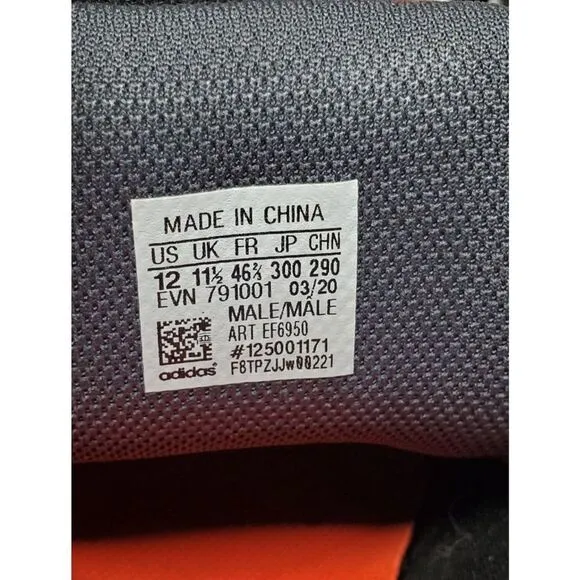 MADE IN CHINA
US UK FR JP CHN
12 11½ 46⅔ 300 290
EVN 791001 03/20
MALE/MÂLE
ART EF6950
#125001171
F8TPZJJw00221
adidas